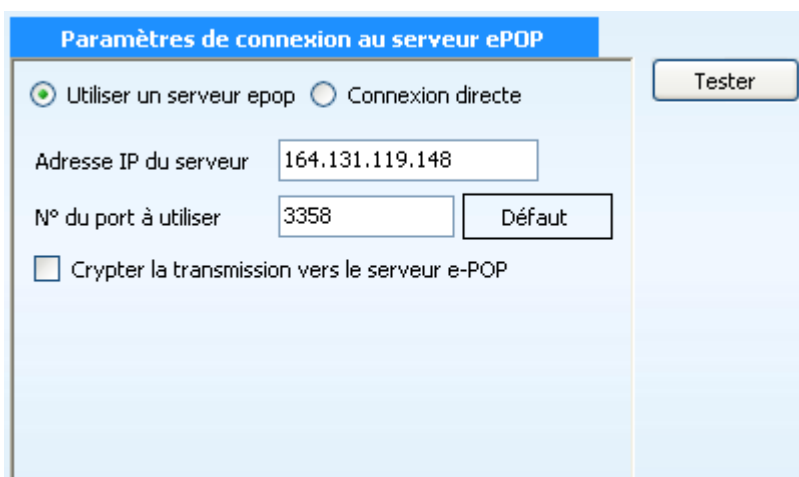 Paramètres de connexion au serveur ePOP
Tester
Utiliser un serveur epop Connexion directe
Adresse IP du serveur 164.131.119.148
N° du port à utiliser 3358 Défaut
Crypter la transmission vers le serveur e-POP